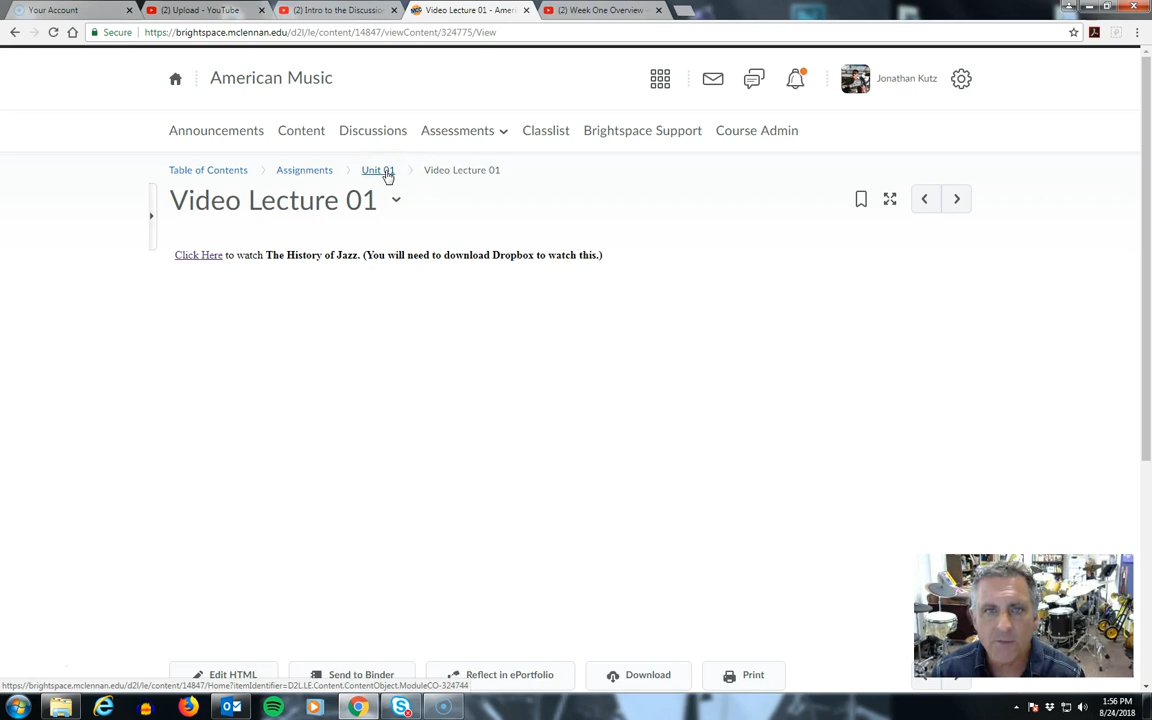 Your Account
(2) Upload - YouTube
(2) Intro to the Discussio
Video Lecture 01 - Amer
(2) Week One Overview -
Secure
https://brightspace.mclennan.edu/d2l/le/content/14847/viewContent/324775/View
American Music
Jonathan Kutz
Announcements
Content
Discussions
Assessments
Classlist
Brightspace Support
Course Admin
Table of Contents
Assignments
Unit 01
Video Lecture 01
Video Lecture 01
Click Here to watch The History of Jazz. (You will need to download Dropbox to watch this.)
Edit HTML
Send to Binder
Reflect in ePortfolio
Download
Print
https://brightspace.mclennan.edu/d2l/le/content/14847/Home?itemIdentifier=D2L.LE.Content.ContentObject.ModuleCO-324744
1:56 PM
8/24/2018